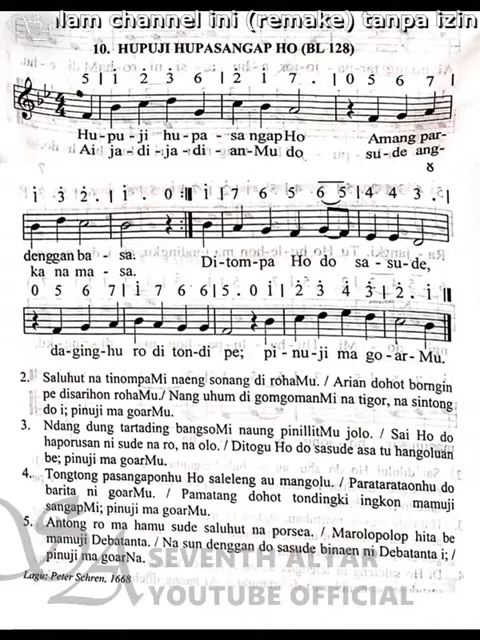 lam channel ini (remake) tanpa izin
10. HUPUJI HUPASANGAP HO (BL 128)
5 | i 2 3 6 | 2 i 7 . | 0 5 6 7 |
Hu-pu-ji hu-pa-sangap Ho Amang par-
Ai ja-di-ja-di-an-Mu do su-de ang-
i 3 2 . | i . 0 :|| i | 7 6 5 6 5 | 4 4 3 . |
denggan ba-sa. Di-tom-pa Ho do sa-su-de,
ka na ma-sa.
0 5 6 7 | i 7 6 | 5 . 0 i | 2 3 4 3 | 2 . i ||
da-ging-hu ro di ton-di pe; pi-nu-ji ma go-ar-Mu.
2. Saluhut na tinompaMi naeng sonang di rohaMu. / Arian dohot borngin
pe disarihon rohaMu./ Nang uhum di gomgomanMi na tigor, na sintong
do i; pinuji ma goarMu.
3. Ndang dung tartading bangsoMi naung pinillitMu jolo. / Sai Ho do
haporusan ni sude na ro, na olo. / Ditogu Ho do sasude asa tu hangoluan
be; pinuji ma goarMu.
4. Tongtong pasangaponhu Ho saleleng au mangolu. / Paratarataonhu do
barita ni goarMu. / Pamatang dohot tondingki ingkon mamuji
sangapMi; pinuji ma goarMu.
5. Antong ro ma hamu sude saluhut na porsea. / Marolopolop hita be
mamuji Debatanta. / Na sun denggan do sasude binaen ni Debatanta i; /
pinuji ma goarNa.
Lagu: Peter Sohren, 1668
SEVENTH ALTAR
YOUTUBE OFFICIAL